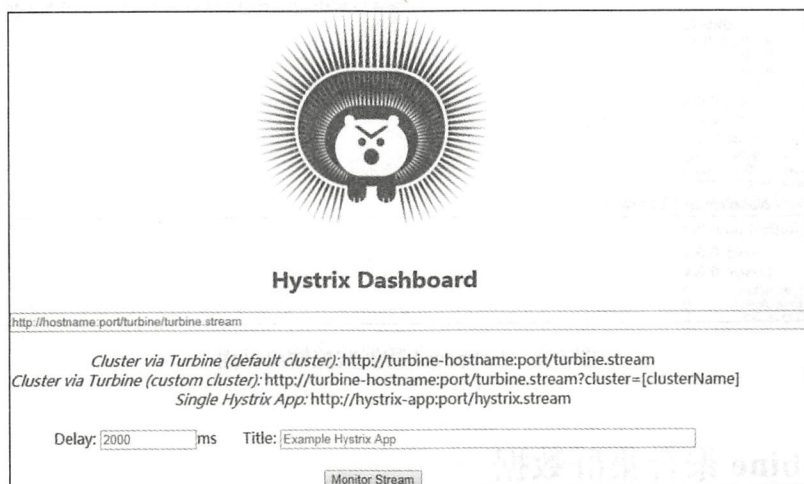 Hystrix Dashboard
http://hostname:port/turbine/turbine.stream
Cluster via Turbine (default cluster): http://turbine-hostname:port/turbine.stream
Cluster via Turbine (custom cluster): http://turbine-hostname:port/turbine.stream?cluster=[clusterName]
Single Hystrix App: http://hystrix-app:port/hystrix.stream
Delay: 2000 ms Title: Example Hystrix App
Monitor Stream